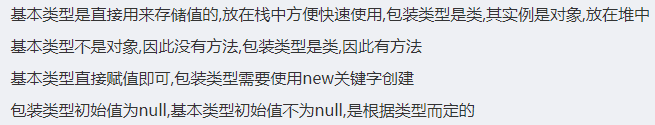 基本类型是直接用来存储值的,放在栈中方便快速使用,包装类型是类,其实例是对象,放在堆中
基本类型不是对象,因此没有方法,包装类型是类,因此有方法
基本类型直接赋值即可,包装类型需要使用new关键字创建
包装类型初始值为null,基本类型初始值不为null,是根据类型而定的